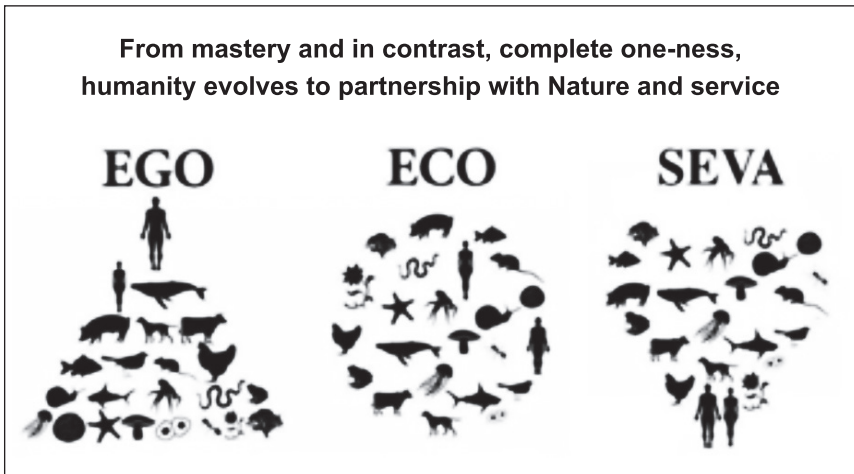 From mastery and in contrast, complete one-ness,
humanity evolves to partnership with Nature and service
EGO
ECO
SEVA